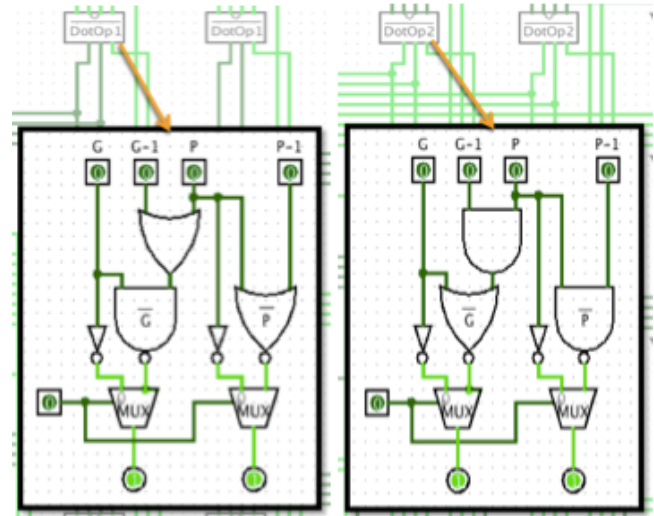 DotOp1 DotOp1 DotOp2 DotOp2
G G-1 P P-1 G G-1 P P-1
0 0 0 0 0 0 0 0
G P G P
0 0 0 0 0 0
MUX MUX MUX MUX